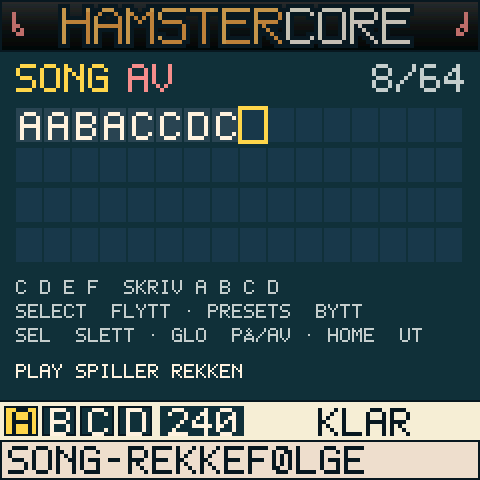 HAMSTERCORE
SONG AV 8/64
AABACCDC
C D E F SKRIV A B C D
SELECT FLYTT · PRESETS BYTT
SEL SLETT · GLO PÅ/AV · HOME UT
PLAY SPILLER REKKEN
A B C D 240 KLAR
SONG-REKKEFØLGE